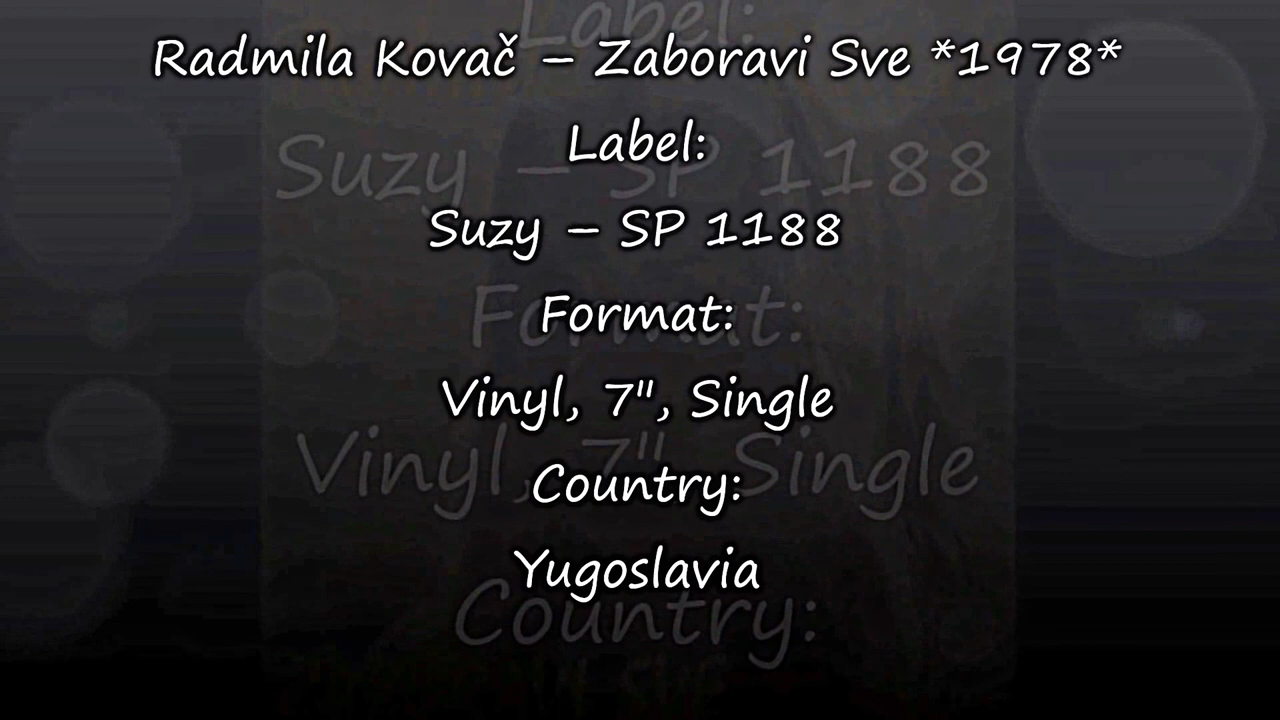 Radmila Kovač – Zaboravi Sve *1978*
Label:
Suzy – SP 1188
Format:
Vinyl, 7", Single
Country:
Yugoslavia